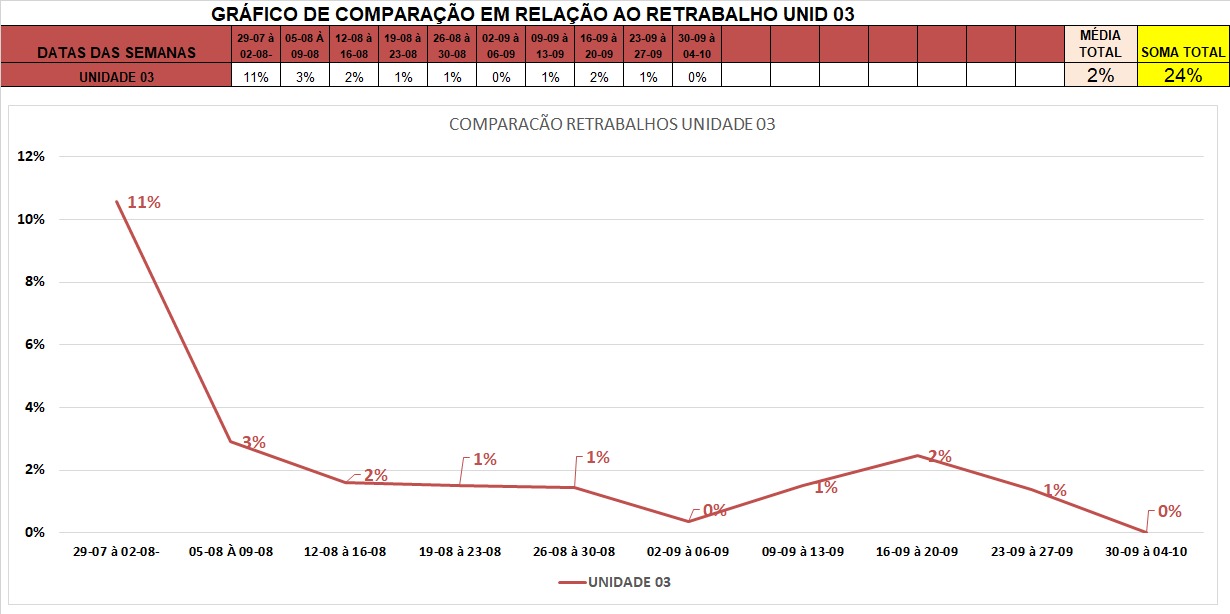 GRÁFICO DE COMPARAÇÃO EM RELAÇÃO AO RETRABALHO UNID 03
DATAS DAS SEMANAS 29-07 à 02-08- 05-08 À 09-08 12-08 à 16-08 19-08 à 23-08 26-08 à 30-08 02-09 à 06-09 09-09 à 13-09 16-09 à 20-09 23-09 à 27-09 30-09 à 04-10 MÉDIA TOTAL SOMA TOTAL
UNIDADE 03 11% 3% 2% 1% 1% 0% 1% 2% 1% 0% 2% 24%
COMPARACÃO RETRABALHOS UNIDADE 03
12%
10%
8%
6%
4%
2%
0%
11%
3%
2%
1%
1%
0%
1%
2%
1%
0%
29-07 à 02-08- 05-08 À 09-08 12-08 à 16-08 19-08 à 23-08 26-08 à 30-08 02-09 à 06-09 09-09 à 13-09 16-09 à 20-09 23-09 à 27-09 30-09 à 04-10
UNIDADE 03